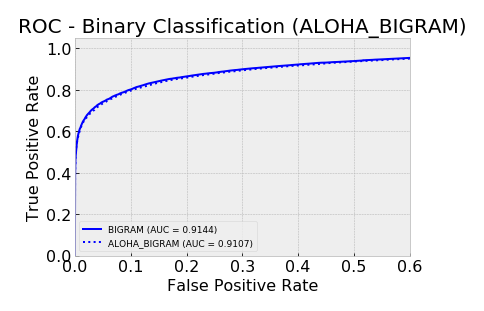 ROC - Binary Classification (ALOHA_BIGRAM)
True Positive Rate
1.0
0.8
0.6
0.4
0.2
0.0
BIGRAM (AUC = 0.9144)
ALOHA_BIGRAM (AUC = 0.9107)
0.0 0.1 0.2 0.3 0.4 0.5 0.6
False Positive Rate